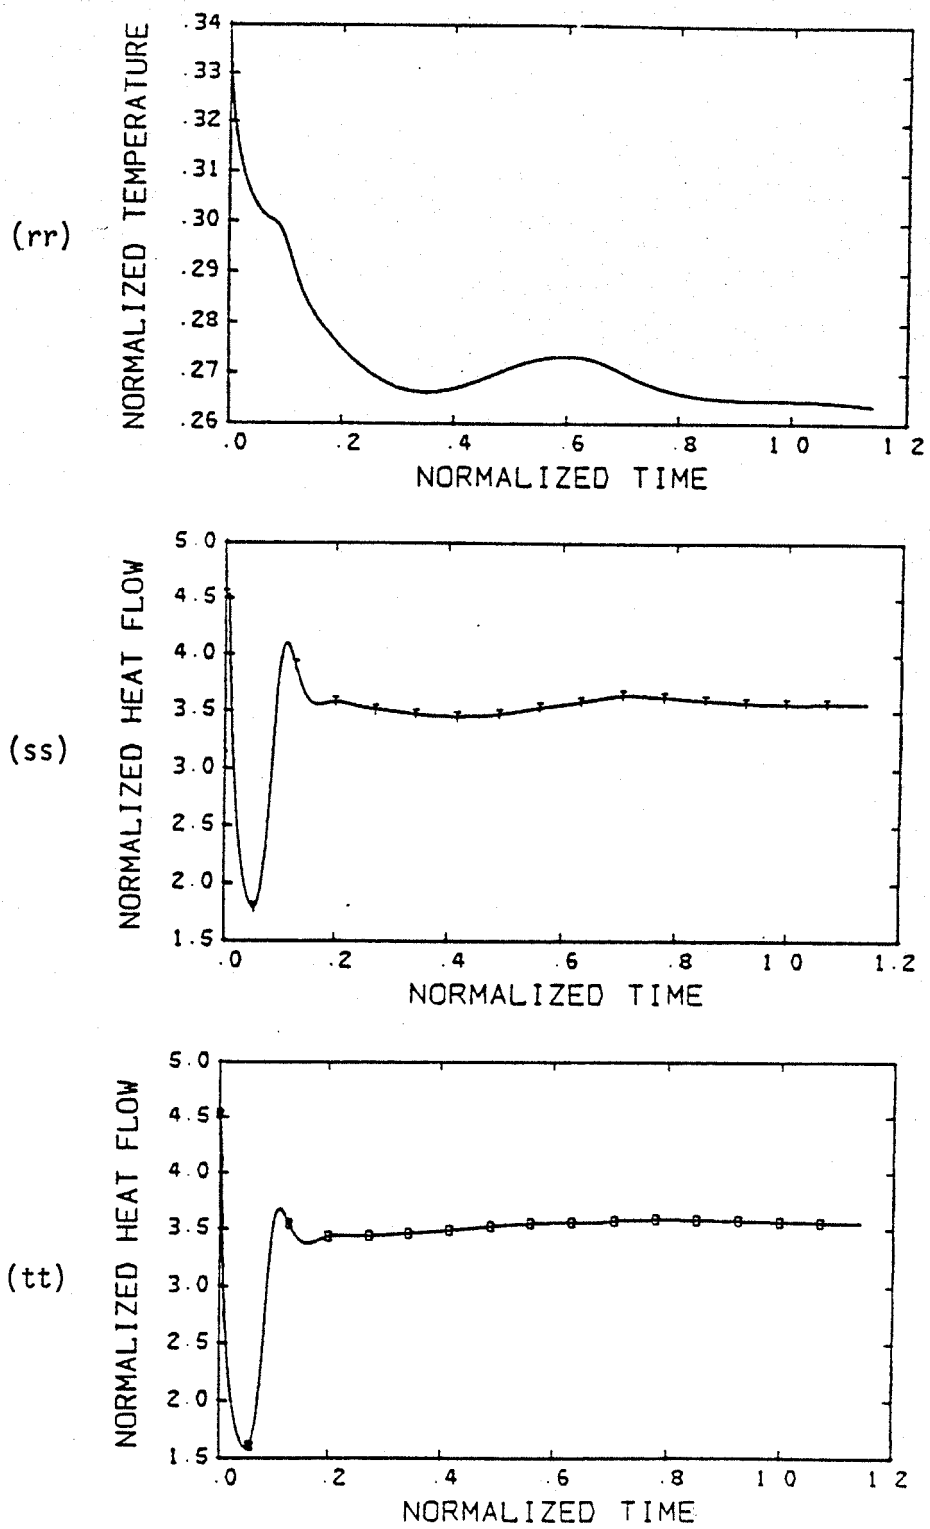 (rr)
NORMALIZED TEMPERATURE
.34
.33
.32
.31
.30
.29
.28
.27
.26
.0 .2 .4 .6 .8 1 0 1 2
NORMALIZED TIME
(ss)
NORMALIZED HEAT FLOW
5.0
4.5
4.0
3.5
3.0
2.5
2.0
1.5
.0 .2 .4 .6 .8 1 0 1.2
NORMALIZED TIME
(tt)
NORMALIZED HEAT FLOW
5.0
4.5
4.0
3.5
3.0
2.5
2.0
1.5
.0 .2 .4 .6 .8 1 0 1 2
NORMALIZED TIME